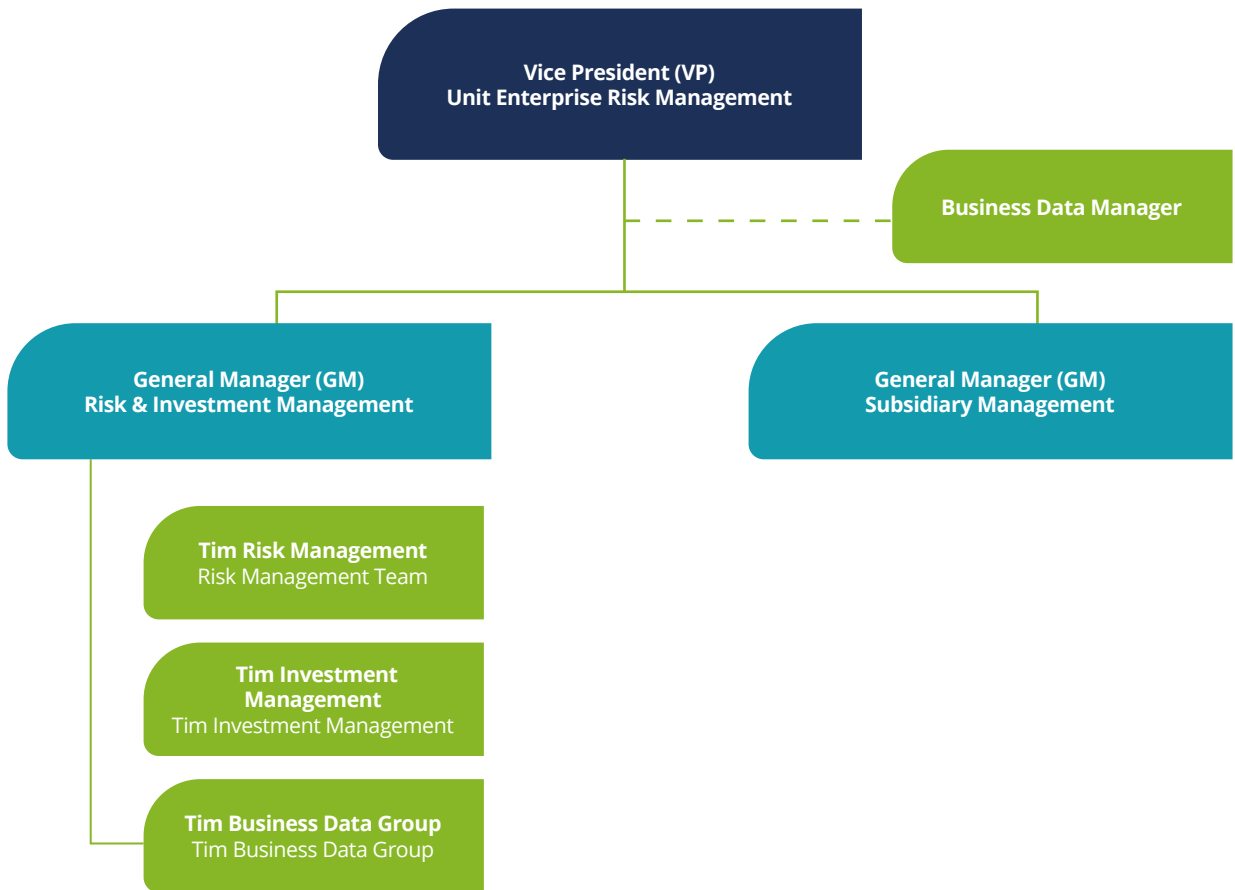 Vice President (VP)
Unit Enterprise Risk Management
Business Data Manager
General Manager (GM)
Risk & Investment Management
General Manager (GM)
Subsidiary Management
Tim Risk Management
Risk Management Team
Tim Investment
Management
Tim Investment Management
Tim Business Data Group
Tim Business Data Group